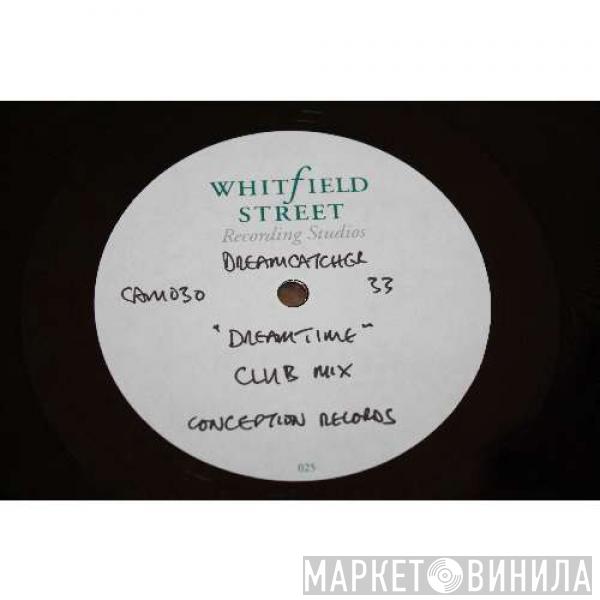 WHITFIELD
STREET
Recording Studios
DREAMCATCHER
CAM030 33
"DREAMTIME"
CLUB MIX
CONCEPTION RECORDS
025
МАРКЕТ ВИНИЛА